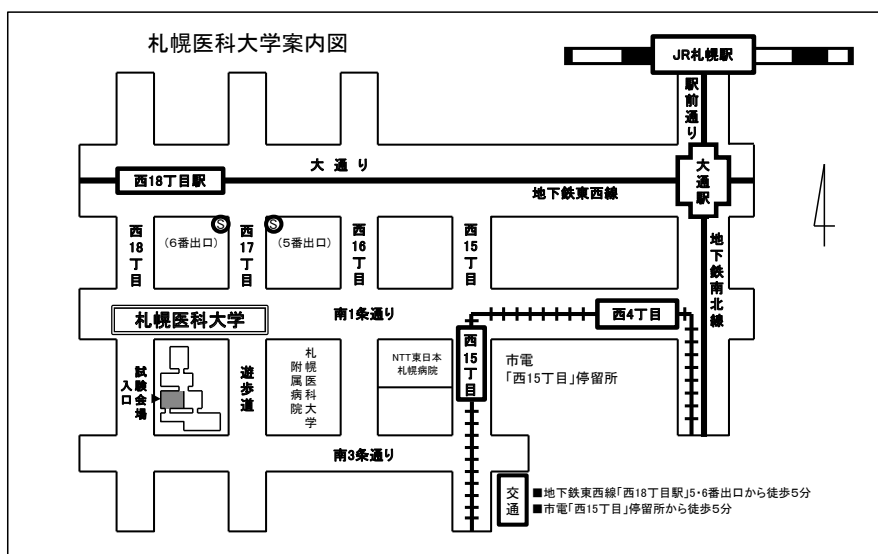 札幌医科大学案内図
JR札幌駅
駅前通り
大通り
西18丁目駅
地下鉄東西線
大通駅
S
S
西18丁目
(6番出口)
西17丁目
(5番出口)
西16丁目
西15丁目
地下鉄南北線
札幌医科大学
南1条通り
西4丁目
西15丁目
市電
「西15丁目」停留所
試験会場
入口
遊歩道
札幌医科大学
附属病院
NTT東日本
札幌病院
南3条通り
交通
■地下鉄東西線「西18丁目駅」5・6番出口から徒歩5分
■市電「西15丁目」停留所から徒歩5分